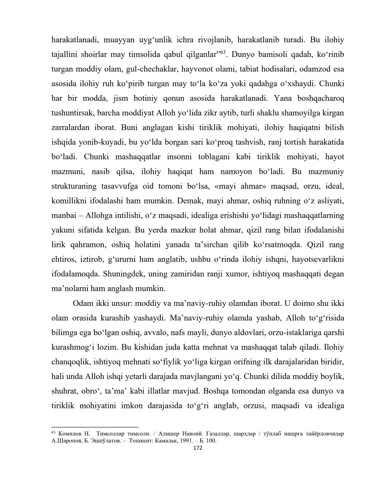 harakatlanadi, muayyan uyg‘unlik ichra rivojlanib, harakatlanib turadi. Bu ilohiy
tajallini shoirlar may timsolida qabul qilganlar”⁶³. Dunyo bamisoli qadah, ko‘rinib
turgan moddiy olam, gul-chechaklar, hayvonot olami, tabiat hodisalari, odamzod esa
asosida ilohiy ruh ko‘pirib turgan may to‘la ko‘za yoki qadahga o‘xshaydi. Chunki
har bir modda, jism botiniy qonun asosida harakatlanadi. Yana boshqacharoq
tushuntirsak, barcha moddiyat Alloh yo‘lida zikr aytib, turli shaklu shamoyilga kirgan
zarralardan iborat. Buni anglagan kishi tiriklik mohiyati, ilohiy haqiqatni bilish
ishqida yonib-kuyadi, bu yo‘lda borgan sari ko‘proq tashvish, ranj tortish harakatida
bo‘ladi. Chunki mashaqqatlar insonni toblagani kabi tiriklik mohiyati, hayot
mazmuni, nasib qilsa, ilohiy haqiqat ham namoyon bo‘ladi. Bu mazmuniy
strukturaning tasavvufga oid tomoni bo‘lsa, «mayi ahmar» maqsad, orzu, ideal,
komillikni ifodalashi ham mumkin. Demak, mayi ahmar, oshiq ruhning o‘z asliyati,
manbai – Allohga intilishi, o‘z maqsadi, idealiga erishishi yo‘lidagi mashaqqatlarning
yakuni sifatida kelgan. Bu yerda mazkur holat ahmar, qizil rang bilan ifodalanishi
lirik qahramon, oshiq holatini yanada ta’sirchan qilib ko‘rsatmoqda. Qizil rang
ehtiros, iztirob, g‘ururni ham anglatib, ushbu o‘rinda ilohiy ishqni, hayotsevarlikni
ifodalamoqda. Shuningdek, uning zamiridan ranji xumor, ishtiyoq mashaqqati degan
ma’nolarni ham anglash mumkin.
Odam ikki unsur: moddiy va ma’naviy-ruhiy olamdan iborat. U doimo shu ikki
olam orasida kurashib yashaydi. Ma’naviy-ruhiy olamda yashab, Alloh to‘g‘risida
bilimga ega bo‘lgan oshiq, avvalo, nafs mayli, dunyo aldovlari, orzu-istaklariga qarshi
kurashmog‘i lozim. Bu kishidan juda katta mehnat va mashaqqat talab qiladi. Ilohiy
chanqoqlik, ishtiyoq mehnati so‘fiylik yo‘liga kirgan orifning ilk darajalaridan biridir,
hali unda Alloh ishqi yetarli darajada mavjlangani yo‘q. Chunki dilida moddiy boylik,
shuhrat, obro‘, ta’ma’ kabi illatlar mavjud. Boshqa tomondan olganda esa dunyo va
tiriklik mohiyatini imkon darajasida to‘g‘ri anglab, orzusi, maqsadi va idealiga
⁶³ Комилов Н. Тимсоллар тимсоли. / Алишер Навоий. Ғазаллар, шарҳлар / тўплаб нашрга тайёрловчилар
А.Шаропов, Б. Эшпўлатов. – Тошкент: Камалак, 1991. – Б. 100.
172